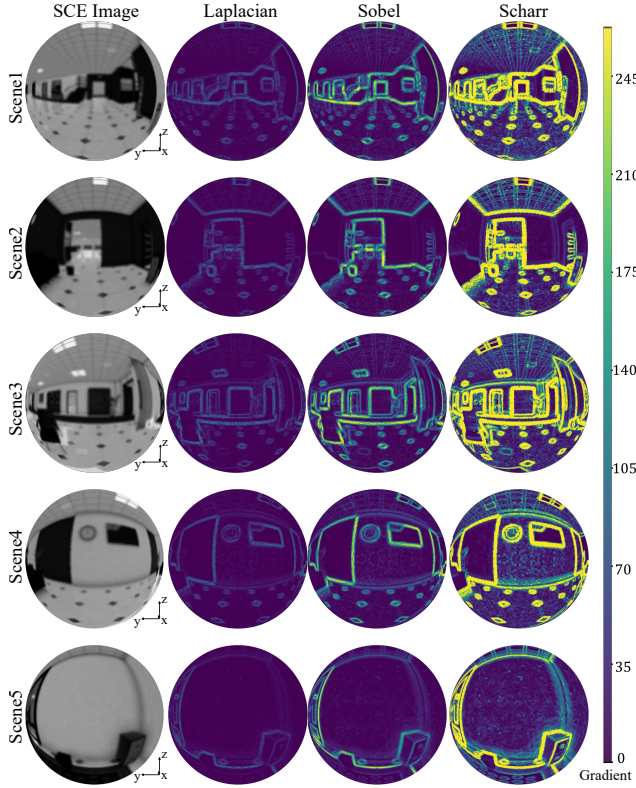 SCE Image Laplacian Sobel Scharr
Scene1
z
y x
Scene2
z
y x
Scene3
z
y x
Scene4
z
y x
Scene5
z
y x
245
210
175
140
105
70
35
0
Gradient